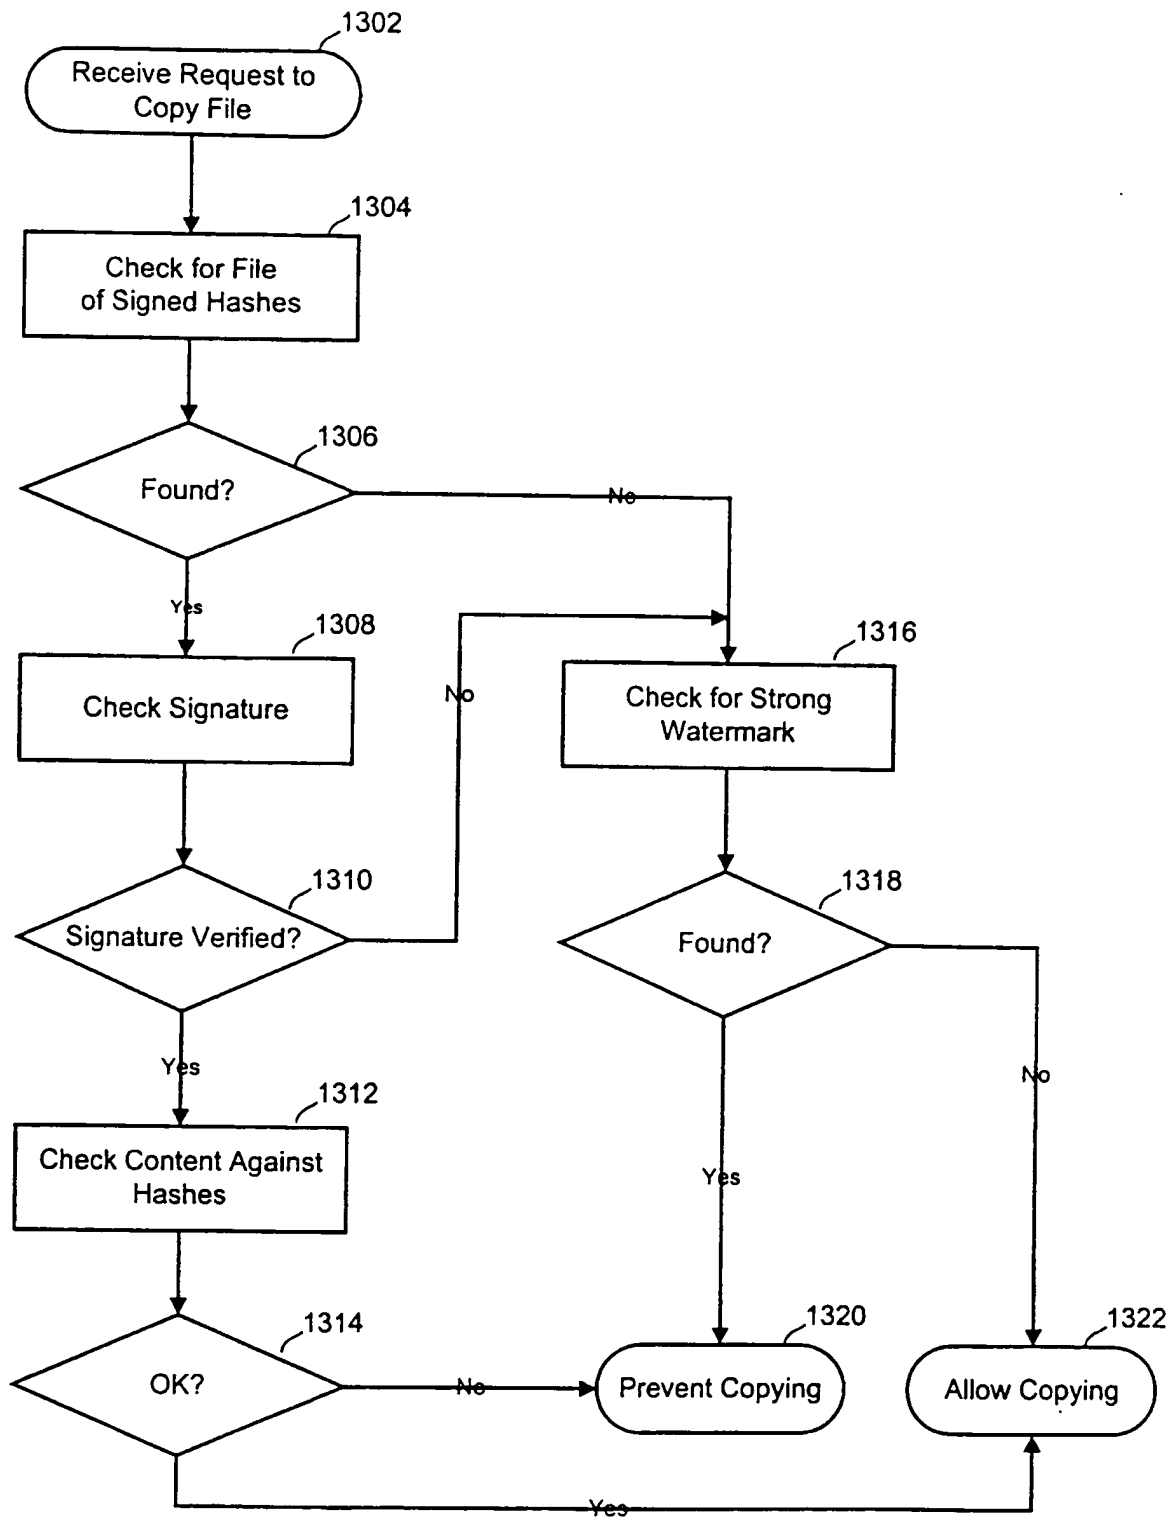 1302
Receive Request to
Copy File
1304
Check for File
of Signed Hashes
1306
Found?
No
Yes
1308
Check Signature
1316
Check for Strong
Watermark
No
1310
Signature Verified?
1318
Found?
Yes
No
1312
Check Content Against
Hashes
Yes
1314
OK?
No
1320
Prevent Copying
1322
Allow Copying
Yes